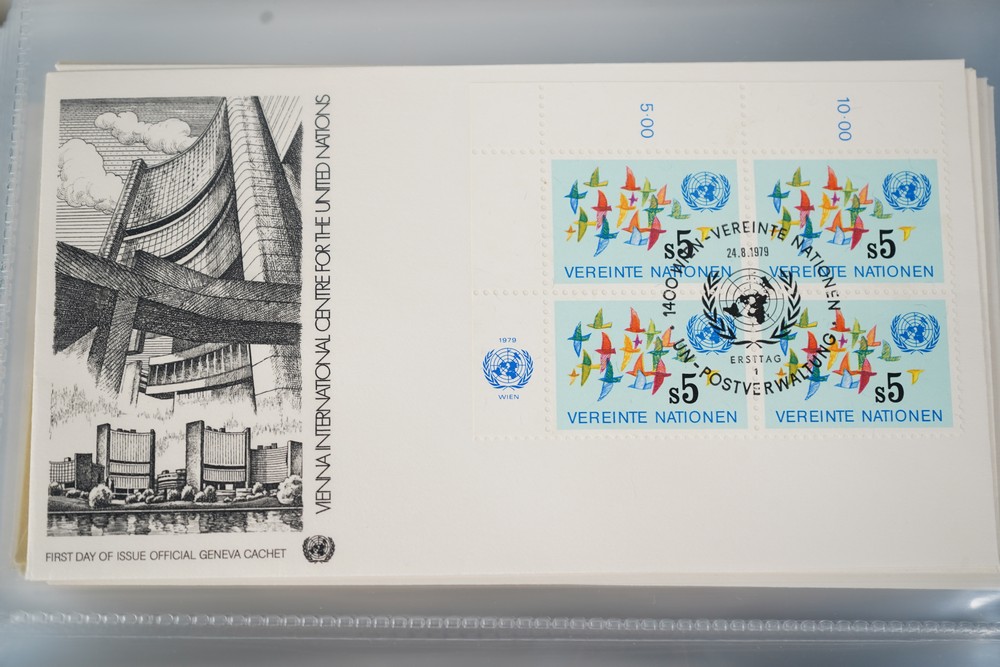 VIENNA INTERNATIONAL CENTRE FOR THE UNITED NATIONS
FIRST DAY OF ISSUE OFFICIAL GENEVA CACHET
5·00
10·00
s5
VEREINTE NATIONEN
s5
VEREINTE NATIONEN
1979
WIEN
s5
VEREINTE NATIONEN
s5
VEREINTE NATIONEN
1400 WIEN - VEREINTE NATIONEN
24.8.1979
ERSTTAG
1
UN-POSTVERWALTUNG